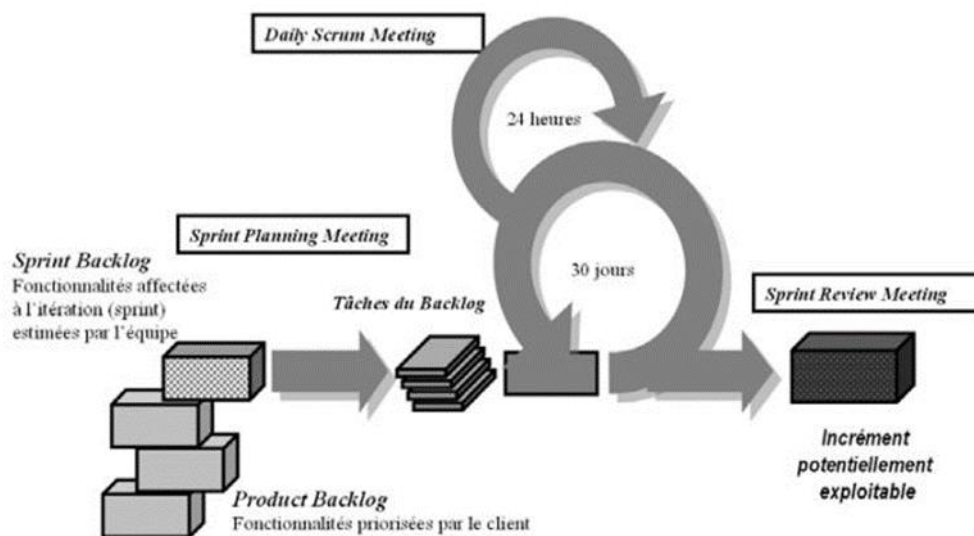 Daily Scrum Meeting
24 heures
Sprint Planning Meeting
Sprint Backlog
Fonctionnalités affectées
à l'itération (sprint)
estimées par l'équipe
30 jours
Tâches du Backlog
Sprint Review Meeting
Incrément
potentiellement
exploitable
Product Backlog
Fonctionnalités priorisées par le client